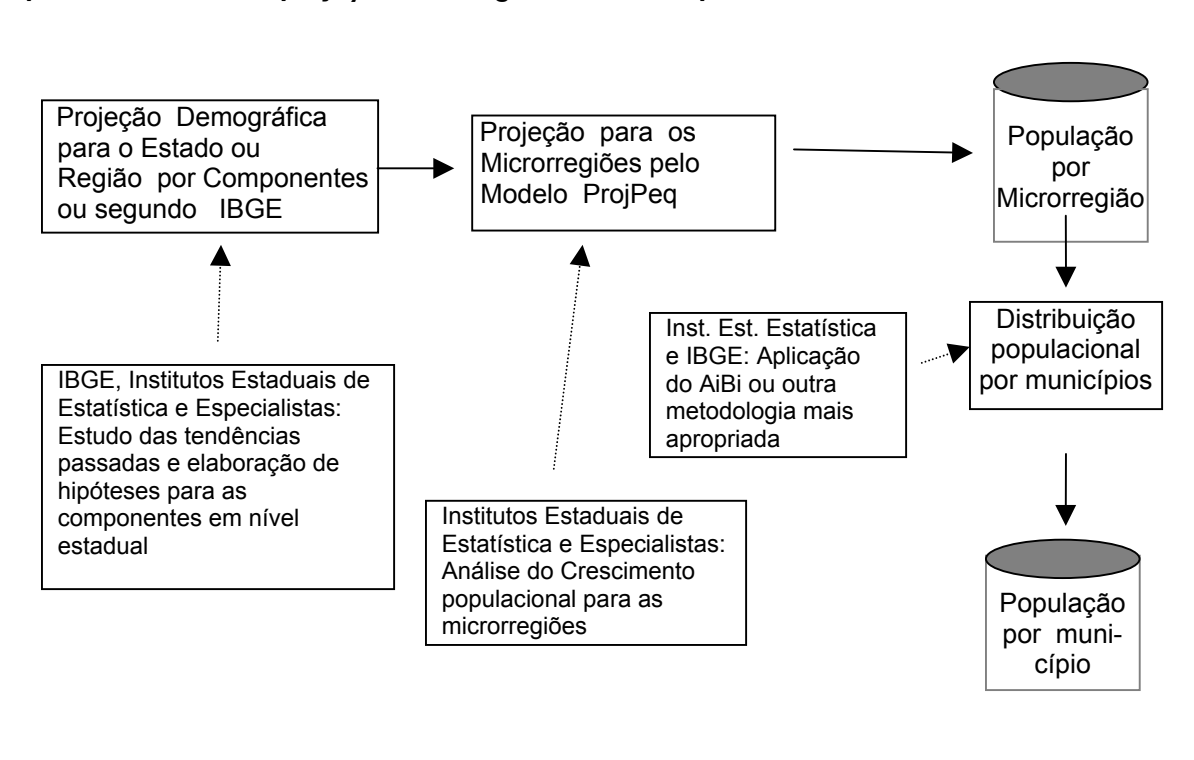 Projeção Demográfica
para o Estado ou
Região por Componentes
ou segundo IBGE
Projeção para os
Microrregiões pelo
Modelo ProjPeq
População
por
Microrregião
Inst. Est. Estatística
e IBGE: Aplicação
do AiBi ou outra
metodologia mais
apropriada
Distribuição
populacional
por municípios
IBGE, Institutos Estaduais de
Estatística e Especialistas:
Estudo das tendências
passadas e elaboração de
hipóteses para as
componentes em nível
estadual
Institutos Estaduais de
Estatística e Especialistas:
Análise do Crescimento
populacional para as
microrregiões
População
por muni-
cípio